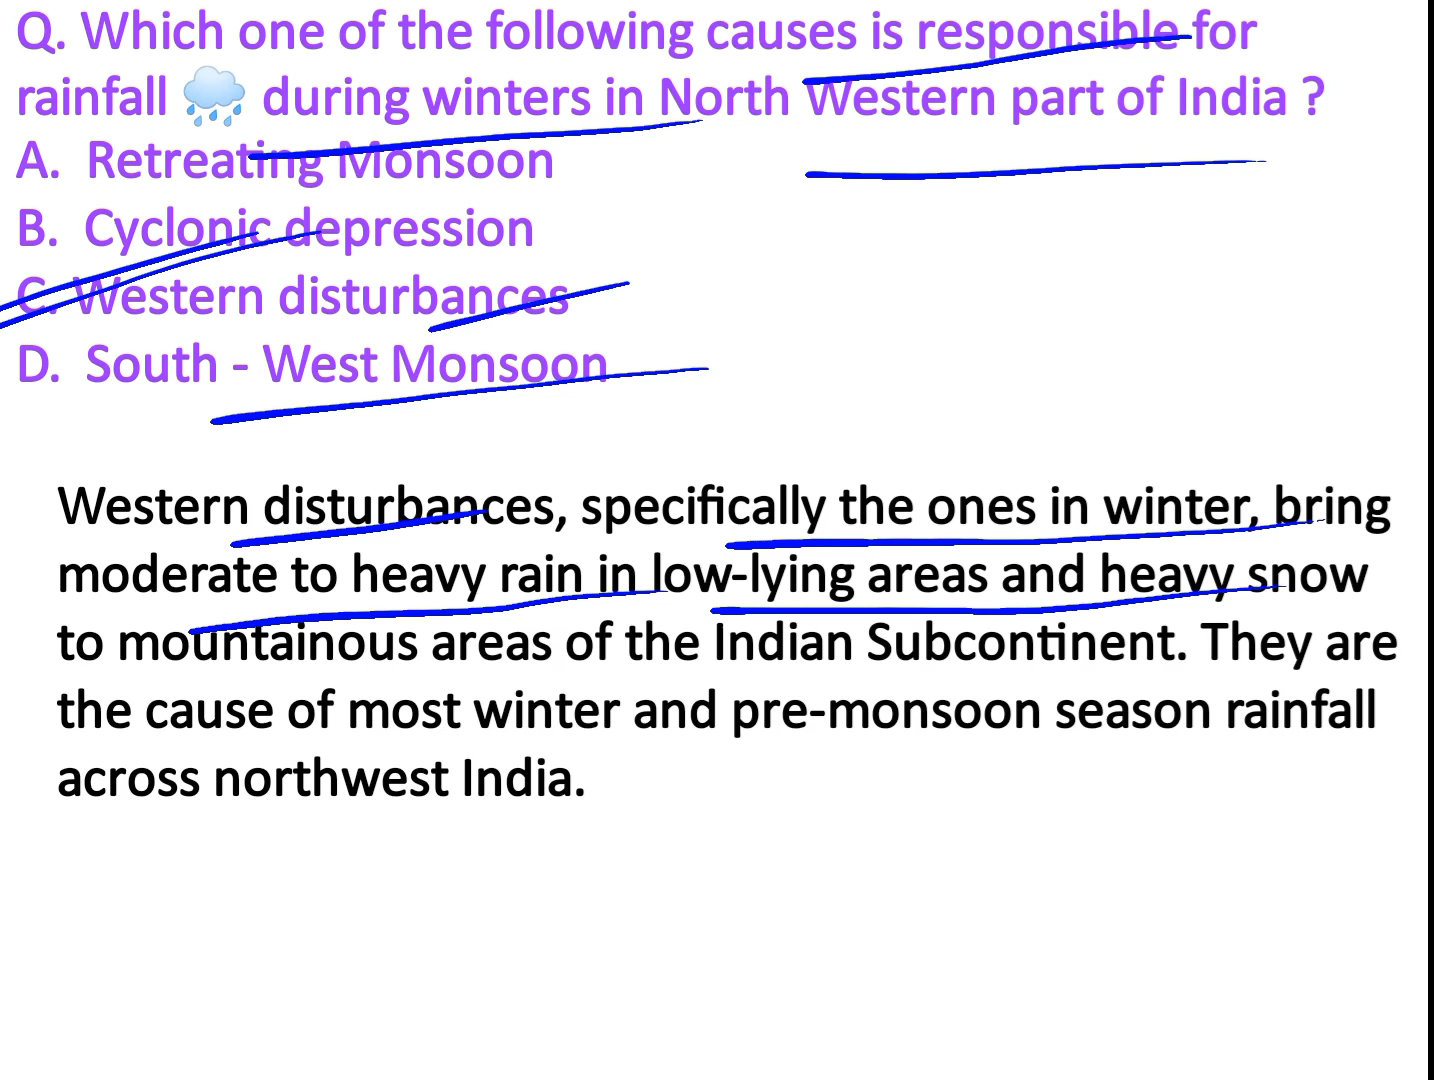 Q. Which one of the following causes is responsible for
rainfall 🌧️ during winters in North Western part of India ?
A. Retreating Monsoon
B. Cyclonic depression
C. Western disturbances
D. South - West Monsoon
Western disturbances, specifically the ones in winter, bring
moderate to heavy rain in low-lying areas and heavy snow
to mountainous areas of the Indian Subcontinent. They are
the cause of most winter and pre-monsoon season rainfall
across northwest India.